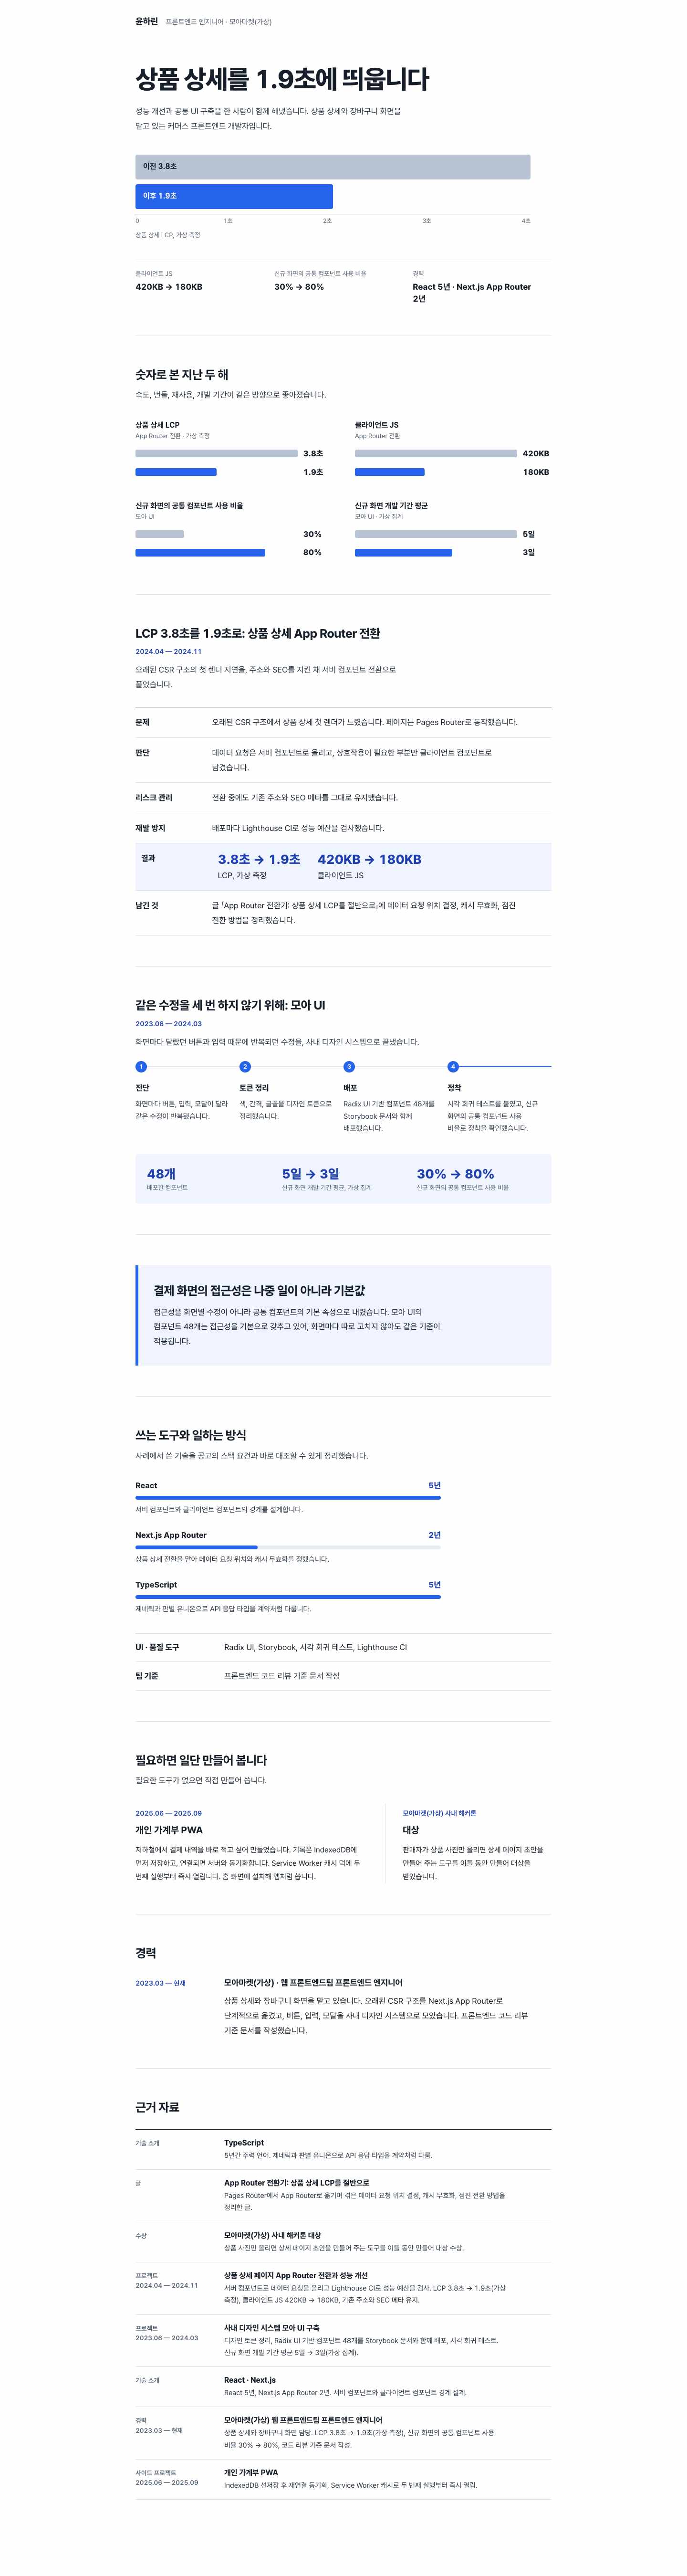 윤하린 프론트엔드 엔지니어 · 모아마켓(가상)
상품 상세를 1.9초에 띄웁니다
성능 개선과 공통 UI 구축을 한 사람이 함께 해냈습니다. 상품 상세와 장바구니 화면을
맡고 있는 커머스 프론트엔드 개발자입니다.
이전 3.8초
이후 1.9초
0 1초 2초 3초 4초
상품 상세 LCP, 가상 측정
클라이언트 JS
420KB → 180KB
신규 화면의 공통 컴포넌트 사용 비율
30% → 80%
경력
React 5년 · Next.js App Router
2년
숫자로 본 지난 두 해
속도, 번들, 재사용, 개발 기간이 같은 방향으로 좋아졌습니다.
상품 상세 LCP
App Router 전환 · 가상 측정
3.8초
1.9초
클라이언트 JS
App Router 전환
420KB
180KB
신규 화면의 공통 컴포넌트 사용 비율
모아 UI
30%
80%
신규 화면 개발 기간 평균
모아 UI · 가상 집계
5일
3일
LCP 3.8초를 1.9초로: 상품 상세 App Router 전환
2024.04 — 2024.11
오래된 CSR 구조의 첫 렌더 지연을, 주소와 SEO를 지킨 채 서버 컴포넌트 전환으로
풀었습니다.
문제 오래된 CSR 구조에서 상품 상세 첫 렌더가 느렸습니다. 페이지는 Pages Router로 동작했습니다.
판단 데이터 요청은 서버 컴포넌트로 올리고, 상호작용이 필요한 부분만 클라이언트 컴포넌트로
남겼습니다.
리스크 관리 전환 중에도 기존 주소와 SEO 메타를 그대로 유지했습니다.
재발 방지 배포마다 Lighthouse CI로 성능 예산을 검사했습니다.
결과 3.8초 → 1.9초 420KB → 180KB
LCP, 가상 측정 클라이언트 JS
남긴 것 글 「App Router 전환기: 상품 상세 LCP를 절반으로」에 데이터 요청 위치 결정, 캐시 무효화, 점진
전환 방법을 정리했습니다.
같은 수정을 세 번 하지 않기 위해: 모아 UI
2023.06 — 2024.03
화면마다 달랐던 버튼과 입력 때문에 반복되던 수정을, 사내 디자인 시스템으로 끝냈습니다.
1
진단
화면마다 버튼, 입력, 모달이 달라
같은 수정이 반복됐습니다.
2
토큰 정리
색, 간격, 글꼴을 디자인 토큰으로
정리했습니다.
3
배포
Radix UI 기반 컴포넌트 48개를
Storybook 문서와 함께
배포했습니다.
4
정착
시각 회귀 테스트를 붙였고, 신규
화면의 공통 컴포넌트 사용
비율로 정착을 확인했습니다.
48개
배포한 컴포넌트
5일 → 3일
신규 화면 개발 기간 평균, 가상 집계
30% → 80%
신규 화면의 공통 컴포넌트 사용 비율
결제 화면의 접근성은 나중 일이 아니라 기본값
접근성을 화면별 수정이 아니라 공통 컴포넌트의 기본 속성으로 내렸습니다. 모아 UI의
컴포넌트 48개는 접근성을 기본으로 갖추고 있어, 화면마다 따로 고치지 않아도 같은 기준이
적용됩니다.
쓰는 도구와 일하는 방식
사례에서 쓴 기술을 공고의 스택 요건과 바로 대조할 수 있게 정리했습니다.
React 5년
서버 컴포넌트와 클라이언트 컴포넌트의 경계를 설계합니다.
Next.js App Router 2년
상품 상세 전환을 맡아 데이터 요청 위치와 캐시 무효화를 정했습니다.
TypeScript 5년
제네릭과 판별 유니온으로 API 응답 타입을 계약처럼 다룹니다.
UI · 품질 도구 Radix UI, Storybook, 시각 회귀 테스트, Lighthouse CI
팀 기준 프론트엔드 코드 리뷰 기준 문서 작성
필요하면 일단 만들어 봅니다
필요한 도구가 없으면 직접 만들어 씁니다.
2025.06 — 2025.09
개인 가계부 PWA
지하철에서 결제 내역을 바로 적고 싶어 만들었습니다. 기록은 IndexedDB에
먼저 저장하고, 연결되면 서버와 동기화합니다. Service Worker 캐시 덕에 두
번째 실행부터 즉시 열립니다. 홈 화면에 설치해 앱처럼 씁니다.
모아마켓(가상) 사내 해커톤
대상
판매자가 상품 사진만 올리면 상세 페이지 초안을
만들어 주는 도구를 이틀 동안 만들어 대상을
받았습니다.
경력
2023.03 — 현재 모아마켓(가상) · 웹 프론트엔드팀 프론트엔드 엔지니어
상품 상세와 장바구니 화면을 맡고 있습니다. 오래된 CSR 구조를 Next.js App Router로
단계적으로 옮겼고, 버튼, 입력, 모달을 사내 디자인 시스템으로 모았습니다. 프론트엔드 코드 리뷰
기준 문서를 작성했습니다.
근거 자료
기술 소개 TypeScript
5년간 주력 언어. 제네릭과 판별 유니온으로 API 응답 타입을 계약처럼 다룸.
글 App Router 전환기: 상품 상세 LCP를 절반으로
Pages Router에서 App Router로 옮기며 겪은 데이터 요청 위치 결정, 캐시 무효화, 점진 전환 방법을
정리한 글.
수상 모아마켓(가상) 사내 해커톤 대상
상품 사진만 올리면 상세 페이지 초안을 만들어 주는 도구를 이틀 동안 만들어 대상 수상.
프로젝트 상품 상세 페이지 App Router 전환과 성능 개선
2024.04 — 2024.11 서버 컴포넌트로 데이터 요청을 올리고 Lighthouse CI로 성능 예산을 검사. LCP 3.8초 → 1.9초(가상
측정), 클라이언트 JS 420KB → 180KB, 기존 주소와 SEO 메타 유지.
프로젝트 사내 디자인 시스템 모아 UI 구축
2023.06 — 2024.03 디자인 토큰 정리, Radix UI 기반 컴포넌트 48개를 Storybook 문서와 함께 배포, 시각 회귀 테스트.
신규 화면 개발 기간 평균 5일 → 3일(가상 집계).
기술 소개 React · Next.js
React 5년, Next.js App Router 2년. 서버 컴포넌트와 클라이언트 컴포넌트 경계 설계.
경력 모아마켓(가상) 웹 프론트엔드팀 프론트엔드 엔지니어
2023.03 — 현재 상품 상세와 장바구니 화면 담당. LCP 3.8초 → 1.9초(가상 측정), 신규 화면의 공통 컴포넌트 사용
비율 30% → 80%, 코드 리뷰 기준 문서 작성.
사이드 프로젝트 개인 가계부 PWA
2025.06 — 2025.09 IndexedDB 선저장 후 재연결 동기화, Service Worker 캐시로 두 번째 실행부터 즉시 열림.